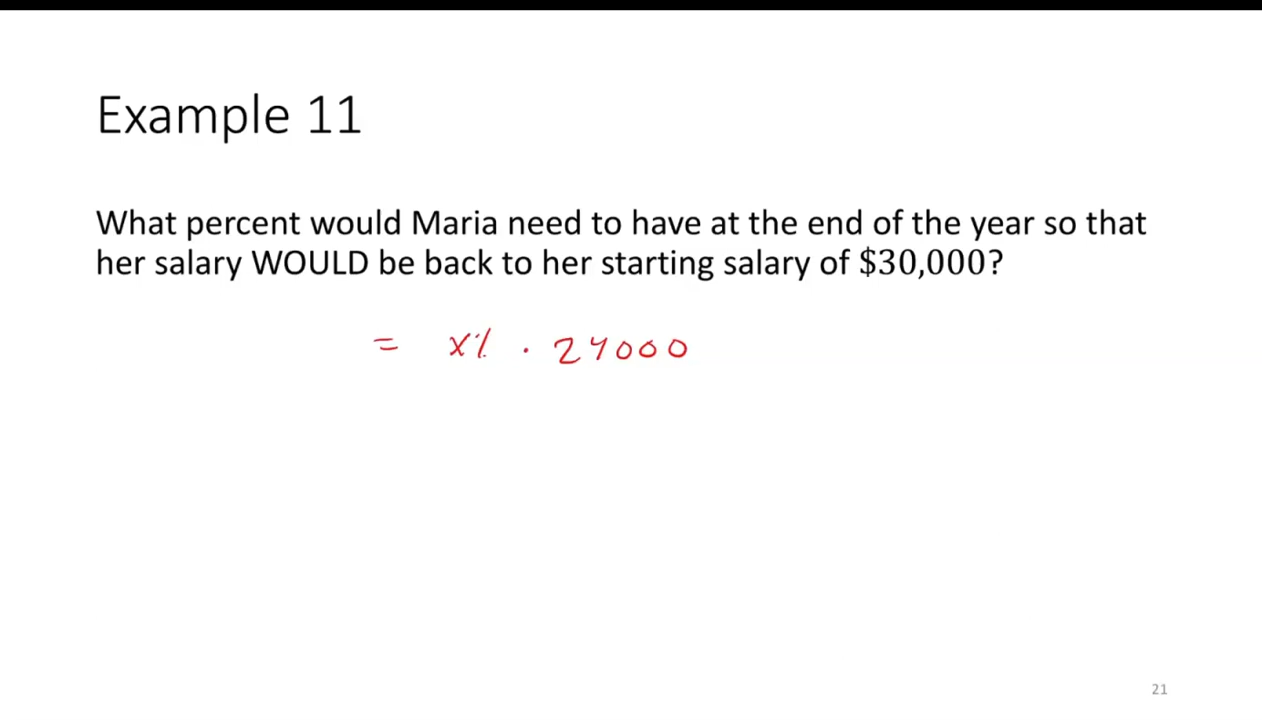 Example 11
What percent would Maria need to have at the end of the year so that
her salary WOULD be back to her starting salary of $30,000?
= x% · 24000
21